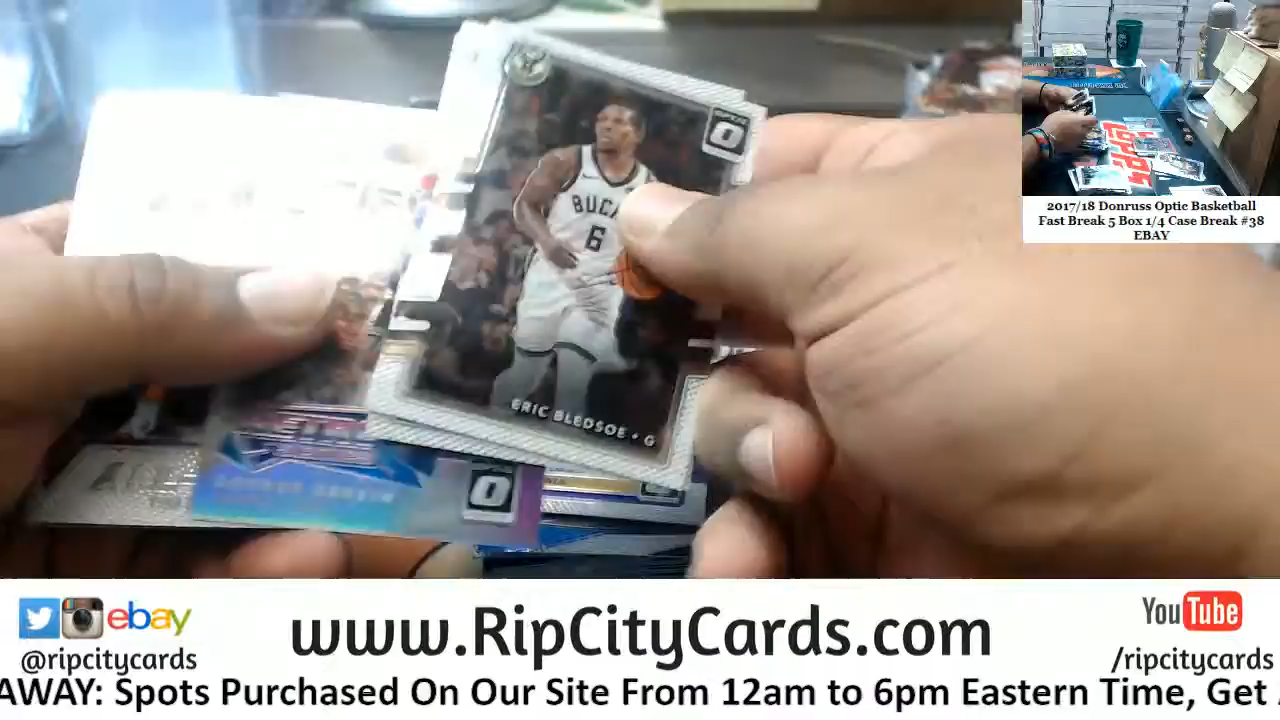 BUC
6
ERIC BLEDSOE • G
O
O
TOPPS
2017/18 Donruss Optic Basketball
Fast Break 5 Box 1/4 Case Break #38
EBAY
ebay
@ripcitycards
www.RipCityCards.com
YouTube
/ripcitycards
AWAY: Spots Purchased On Our Site From 12am to 6pm Eastern Time, Get